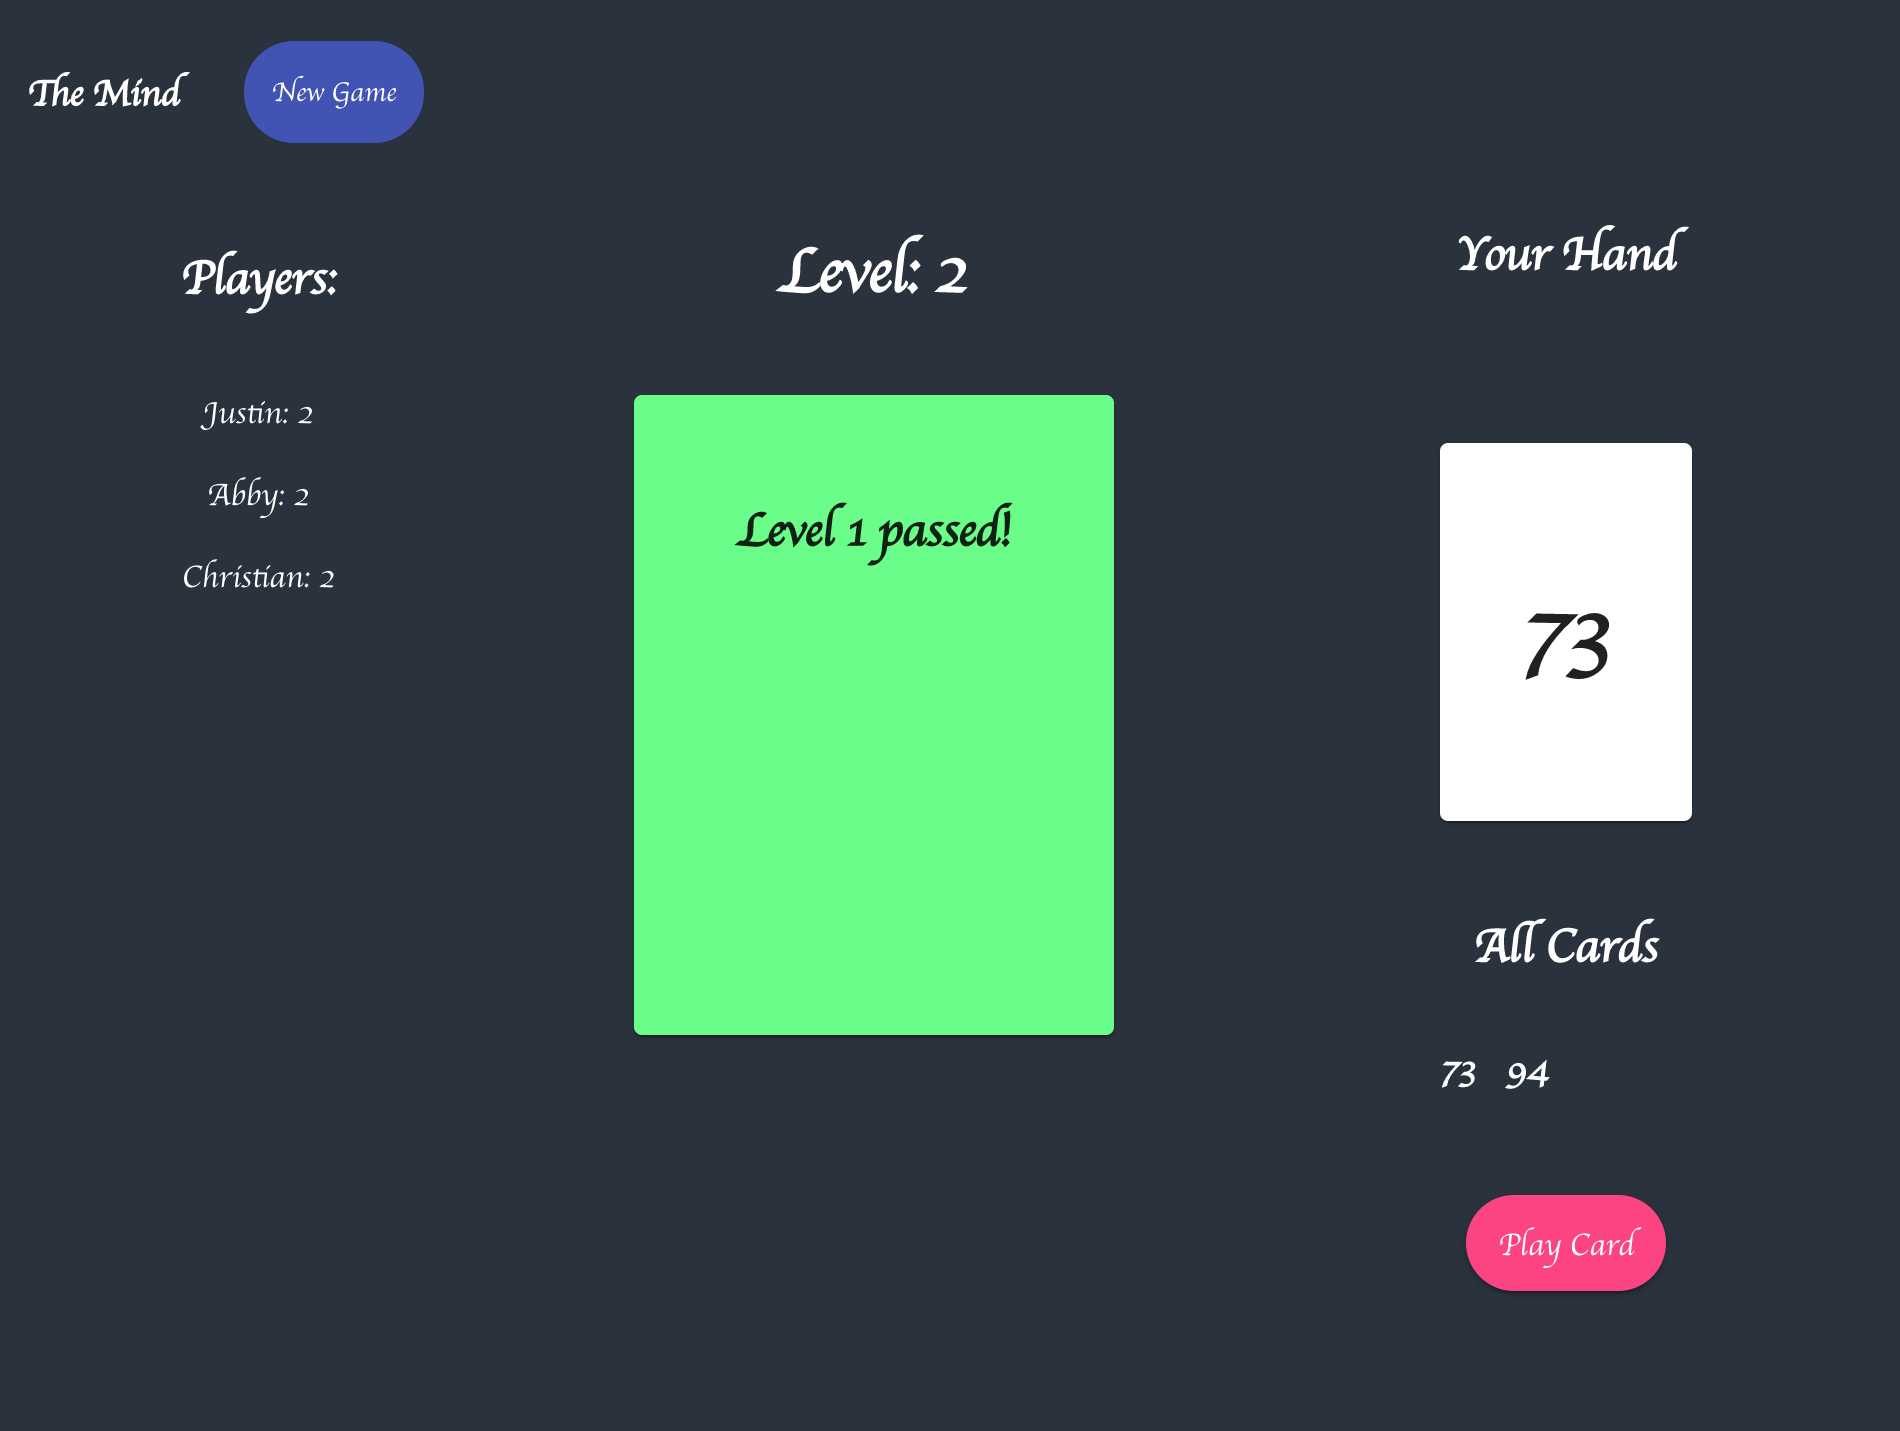 The Mind
New Game
Players:
Justin: 2
Abby: 2
Christian: 2
Level: 2
Level 1 passed!
Your Hand
73
All Cards
73 94
Play Card